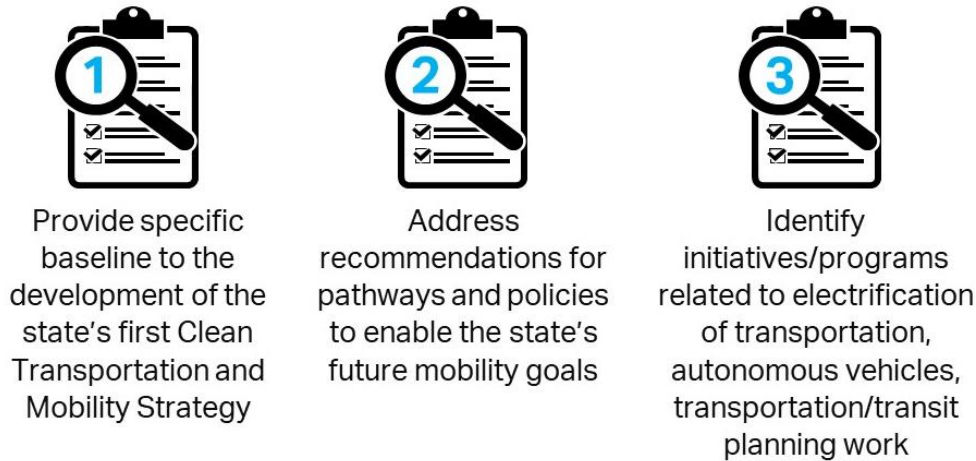 1
Provide specific
baseline to the
development of the
state's first Clean
Transportation and
Mobility Strategy
2
Address
recommendations for
pathways and policies
to enable the state's
future mobility goals
3
Identify
initiatives/programs
related to electrification
of transportation,
autonomous vehicles,
transportation/transit
planning work